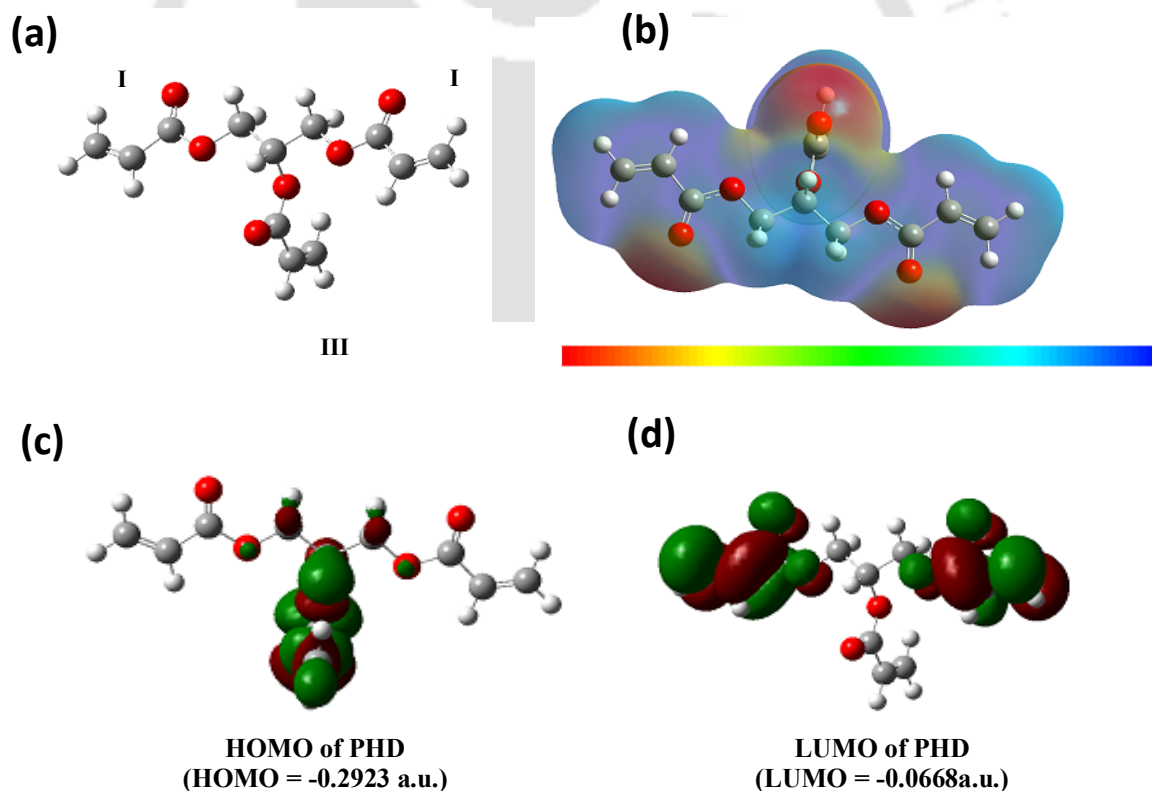 (a)
(b)
I
I
III
(c)
(d)
HOMO of PHD
(HOMO = -0.2923 a.u.)
LUMO of PHD
(LUMO = -0.0668a.u.)